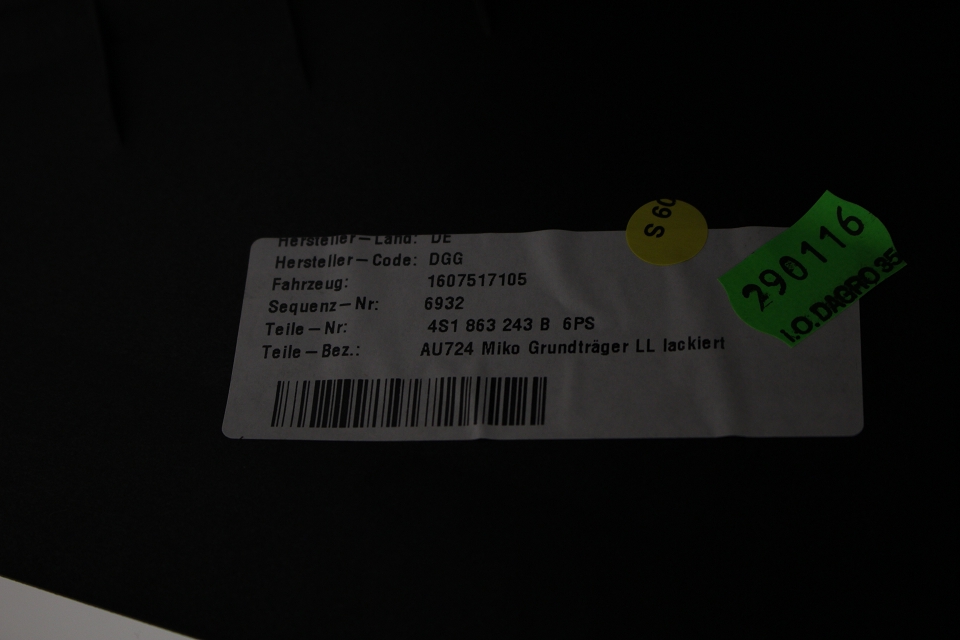 Hersteller-Land: DE
Hersteller-Code: DGG
Fahrzeug: 1607517105
Sequenz-Nr: 6932
Teile-Nr: 4S1 863 243 B 6PS
Teile-Bez.: AU724 Miko Grundträger LL lackiert
S 60
290116
I.O.DAGRO 35